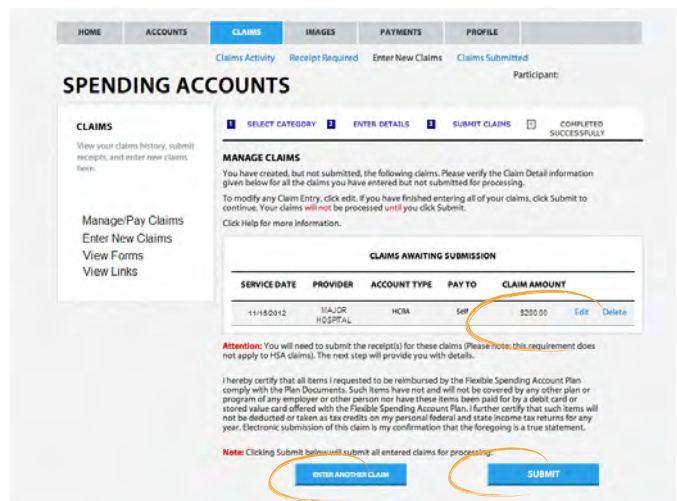 HOME ACCOUNTS CLAIMS IMAGES PAYMENTS PROFILE
Claims Activity Receipt Required Enter New Claims Claims Submitted
Participant:
SPENDING ACCOUNTS
CLAIMS
View your claims history, submit
receipts, and enter new claims
here.
Manage/Pay Claims
Enter New Claims
View Forms
View Links
1 SELECT CATEGORY 2 ENTER DETAILS 3 SUBMIT CLAIMS COMPLETED
SUCCESSFULLY
MANAGE CLAIMS
You have created, but not submitted, the following claims. Please verify the Claim Detail information
given below for all the claims you have entered but not submitted for processing.
To modify any Claim Entry, click edit. If you have finished entering all of your claims, click Submit to
continue. Your claims will not be processed until you click Submit.
Click Help for more information.
CLAIMS AWAITING SUBMISSION
SERVICE DATE PROVIDER ACCOUNT TYPE PAY TO CLAIM AMOUNT
11/15/2012 MAJOR HCRA Self $200.00 Edit Delete
HOSPITAL
Attention: You will need to submit the receipt(s) for these claims (Please note: this requirement does
not apply to HSA claims). The next step will provide you with details.
I hereby certify that all items I requested to be reimbursed by the Flexible Spending Account Plan
comply with the Plan Documents. Such items have not and will not be covered by any other plan or
program of any employer or other person nor have these items been paid for by a debit card or
stored value card offered with the Flexible Spending Account Plan. I further certify that such items will
not be deducted or taken as tax credits on my personal federal and state income tax returns for any
year. Electronic submission of this claim is my confirmation that the foregoing is a true statement.
Note: Clicking Submit below will submit all entered claims for processing.
ENTER ANOTHER CLAIM SUBMIT